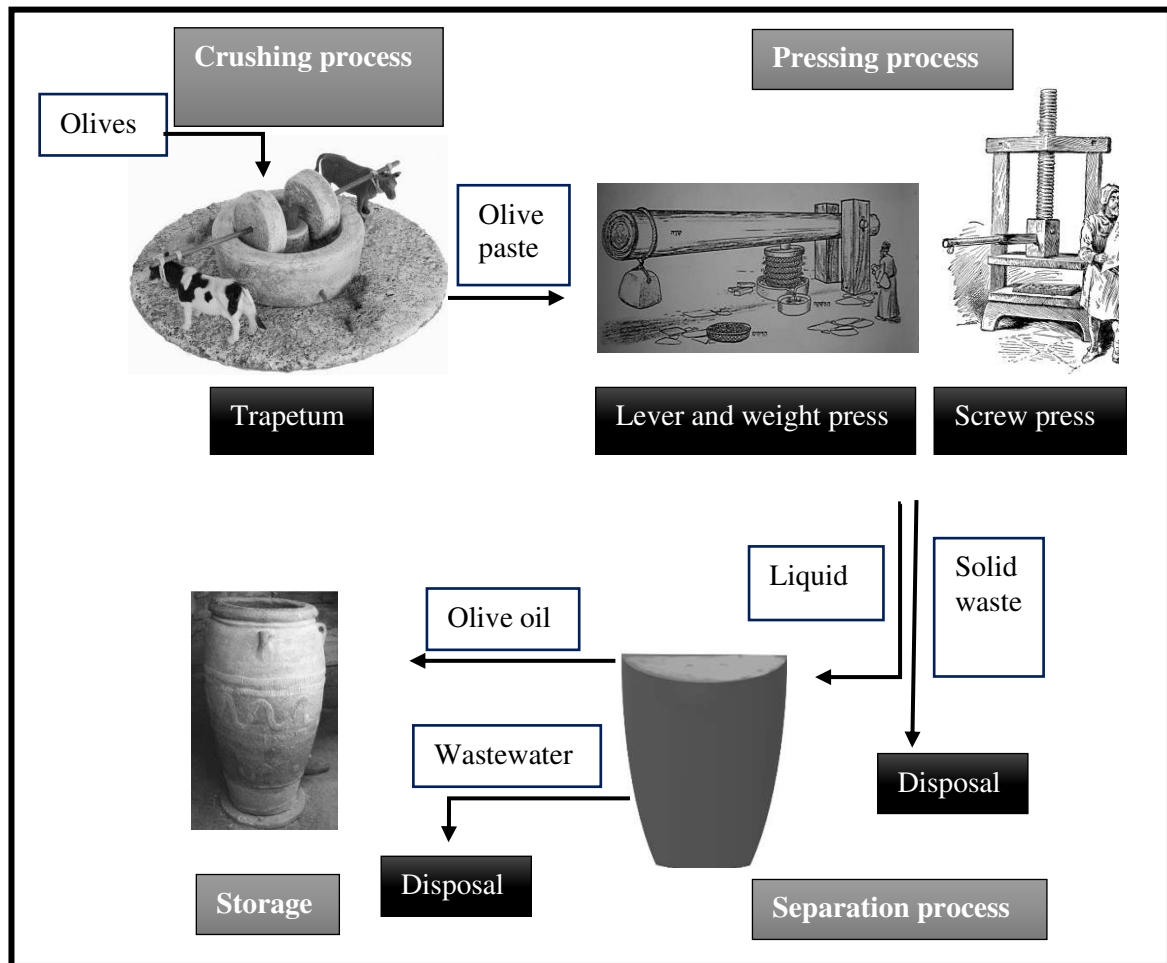 Crushing process
Pressing process
Olives
Olive
paste
Trapetum
Lever and weight press
Screw press
Liquid
Solid
waste
Olive oil
Wastewater
Disposal
Disposal
Storage
Separation process